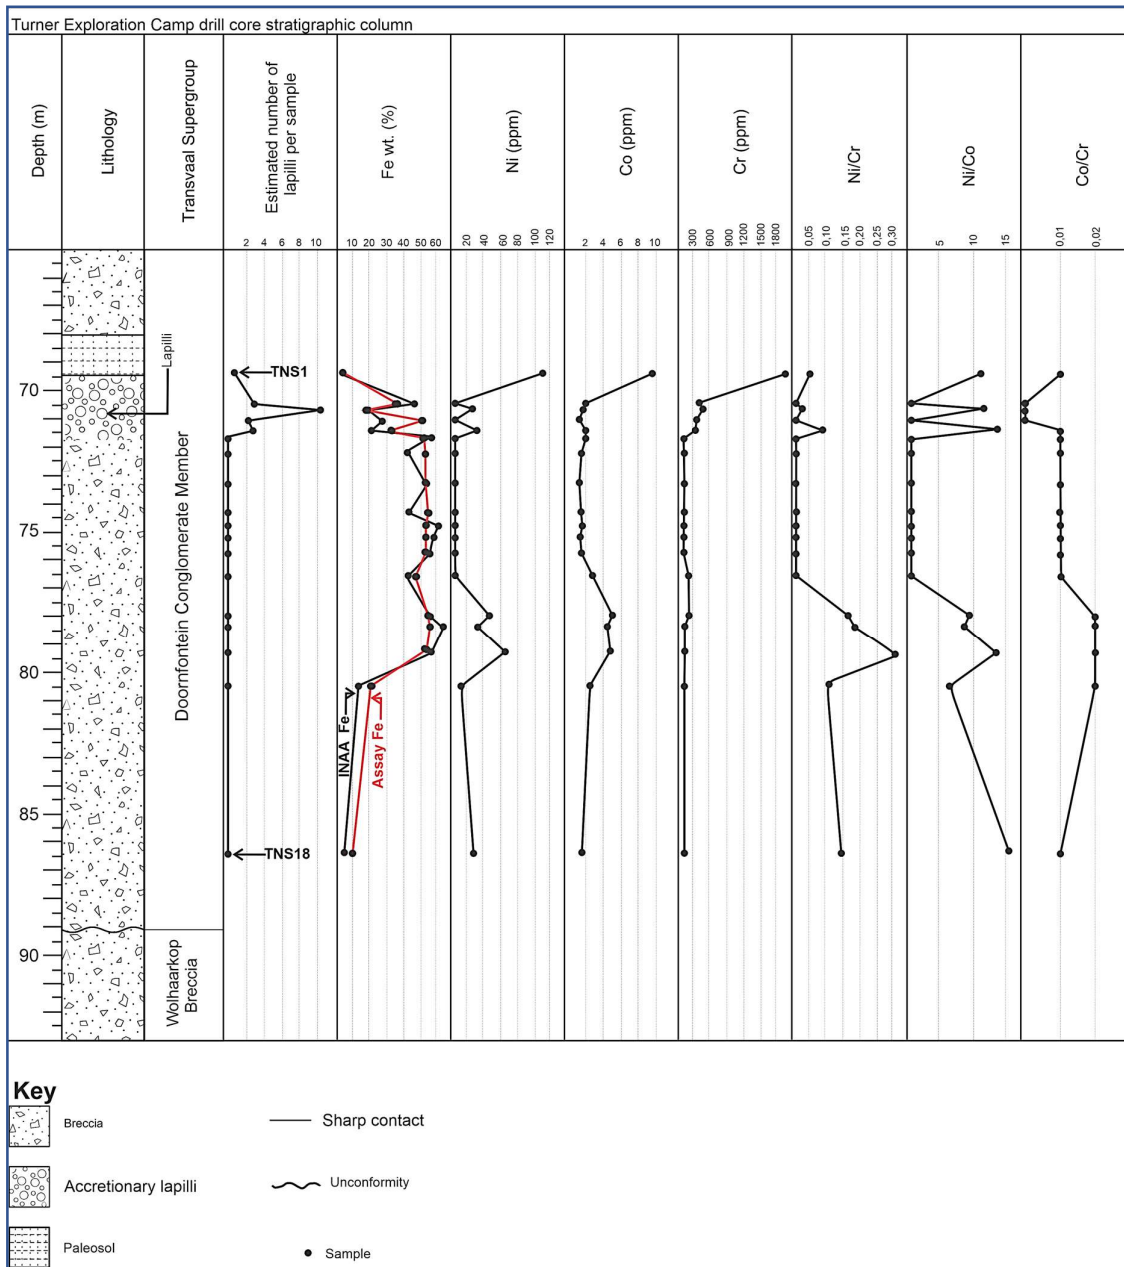 Turner Exploration Camp drill core stratigraphic column
Depth (m)
Lithology
Transvaal Supergroup
Estimated number of
lapilli per sample
Fe wt. (%)
Ni (ppm)
Co (ppm)
Cr (ppm)
Ni/Cr
Ni/Co
Co/Cr
2 4 6 8 10
10 20 30 40 50 60
20 40 60 80 100 120
2 4 6 8 10
300 600 900 1200 1500 1800
0,05 0,10 0,15 0,20 0,25 0,30
5 10 15
0,01 0,02
Lapilli
TNS1
70
75
Doornfontein Conglomerate Member
80
INAA Fe
Assay Fe
85
TNS18
90
Wolhaarkop
Breccia
Key
Breccia
Sharp contact
Accretionary lapilli
Unconformity
Paleosol
Sample